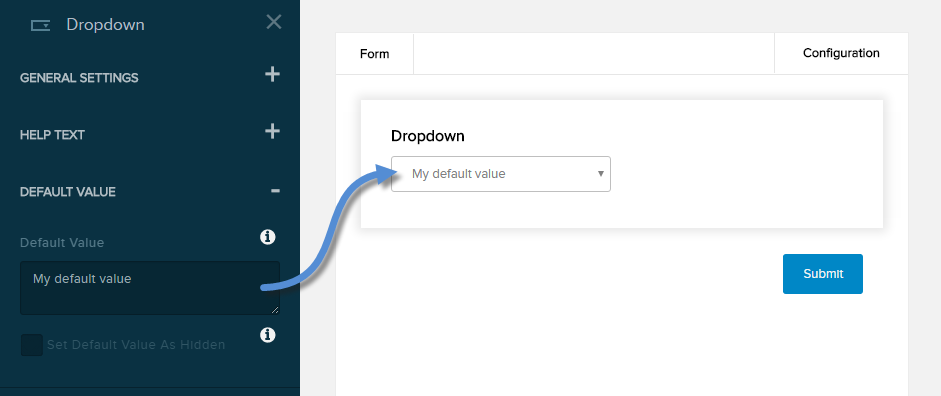 Dropdown
GENERAL SETTINGS
HELP TEXT
DEFAULT VALUE
Default Value
My default value
Set Default Value As Hidden
Form
Configuration
Dropdown
My default value
Submit